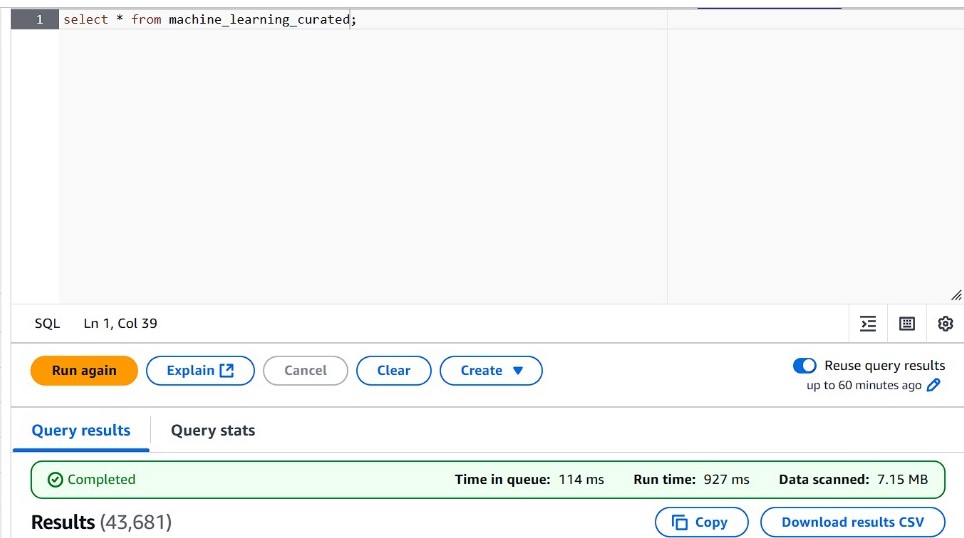 1 select * from machine_learning_curated;
SQL Ln 1, Col 39
Run again Explain Cancel Clear Create Reuse query results
up to 60 minutes ago
Query results Query stats
Completed Time in queue: 114 ms Run time: 927 ms Data scanned: 7.15 MB
Results (43,681) Copy Download results CSV